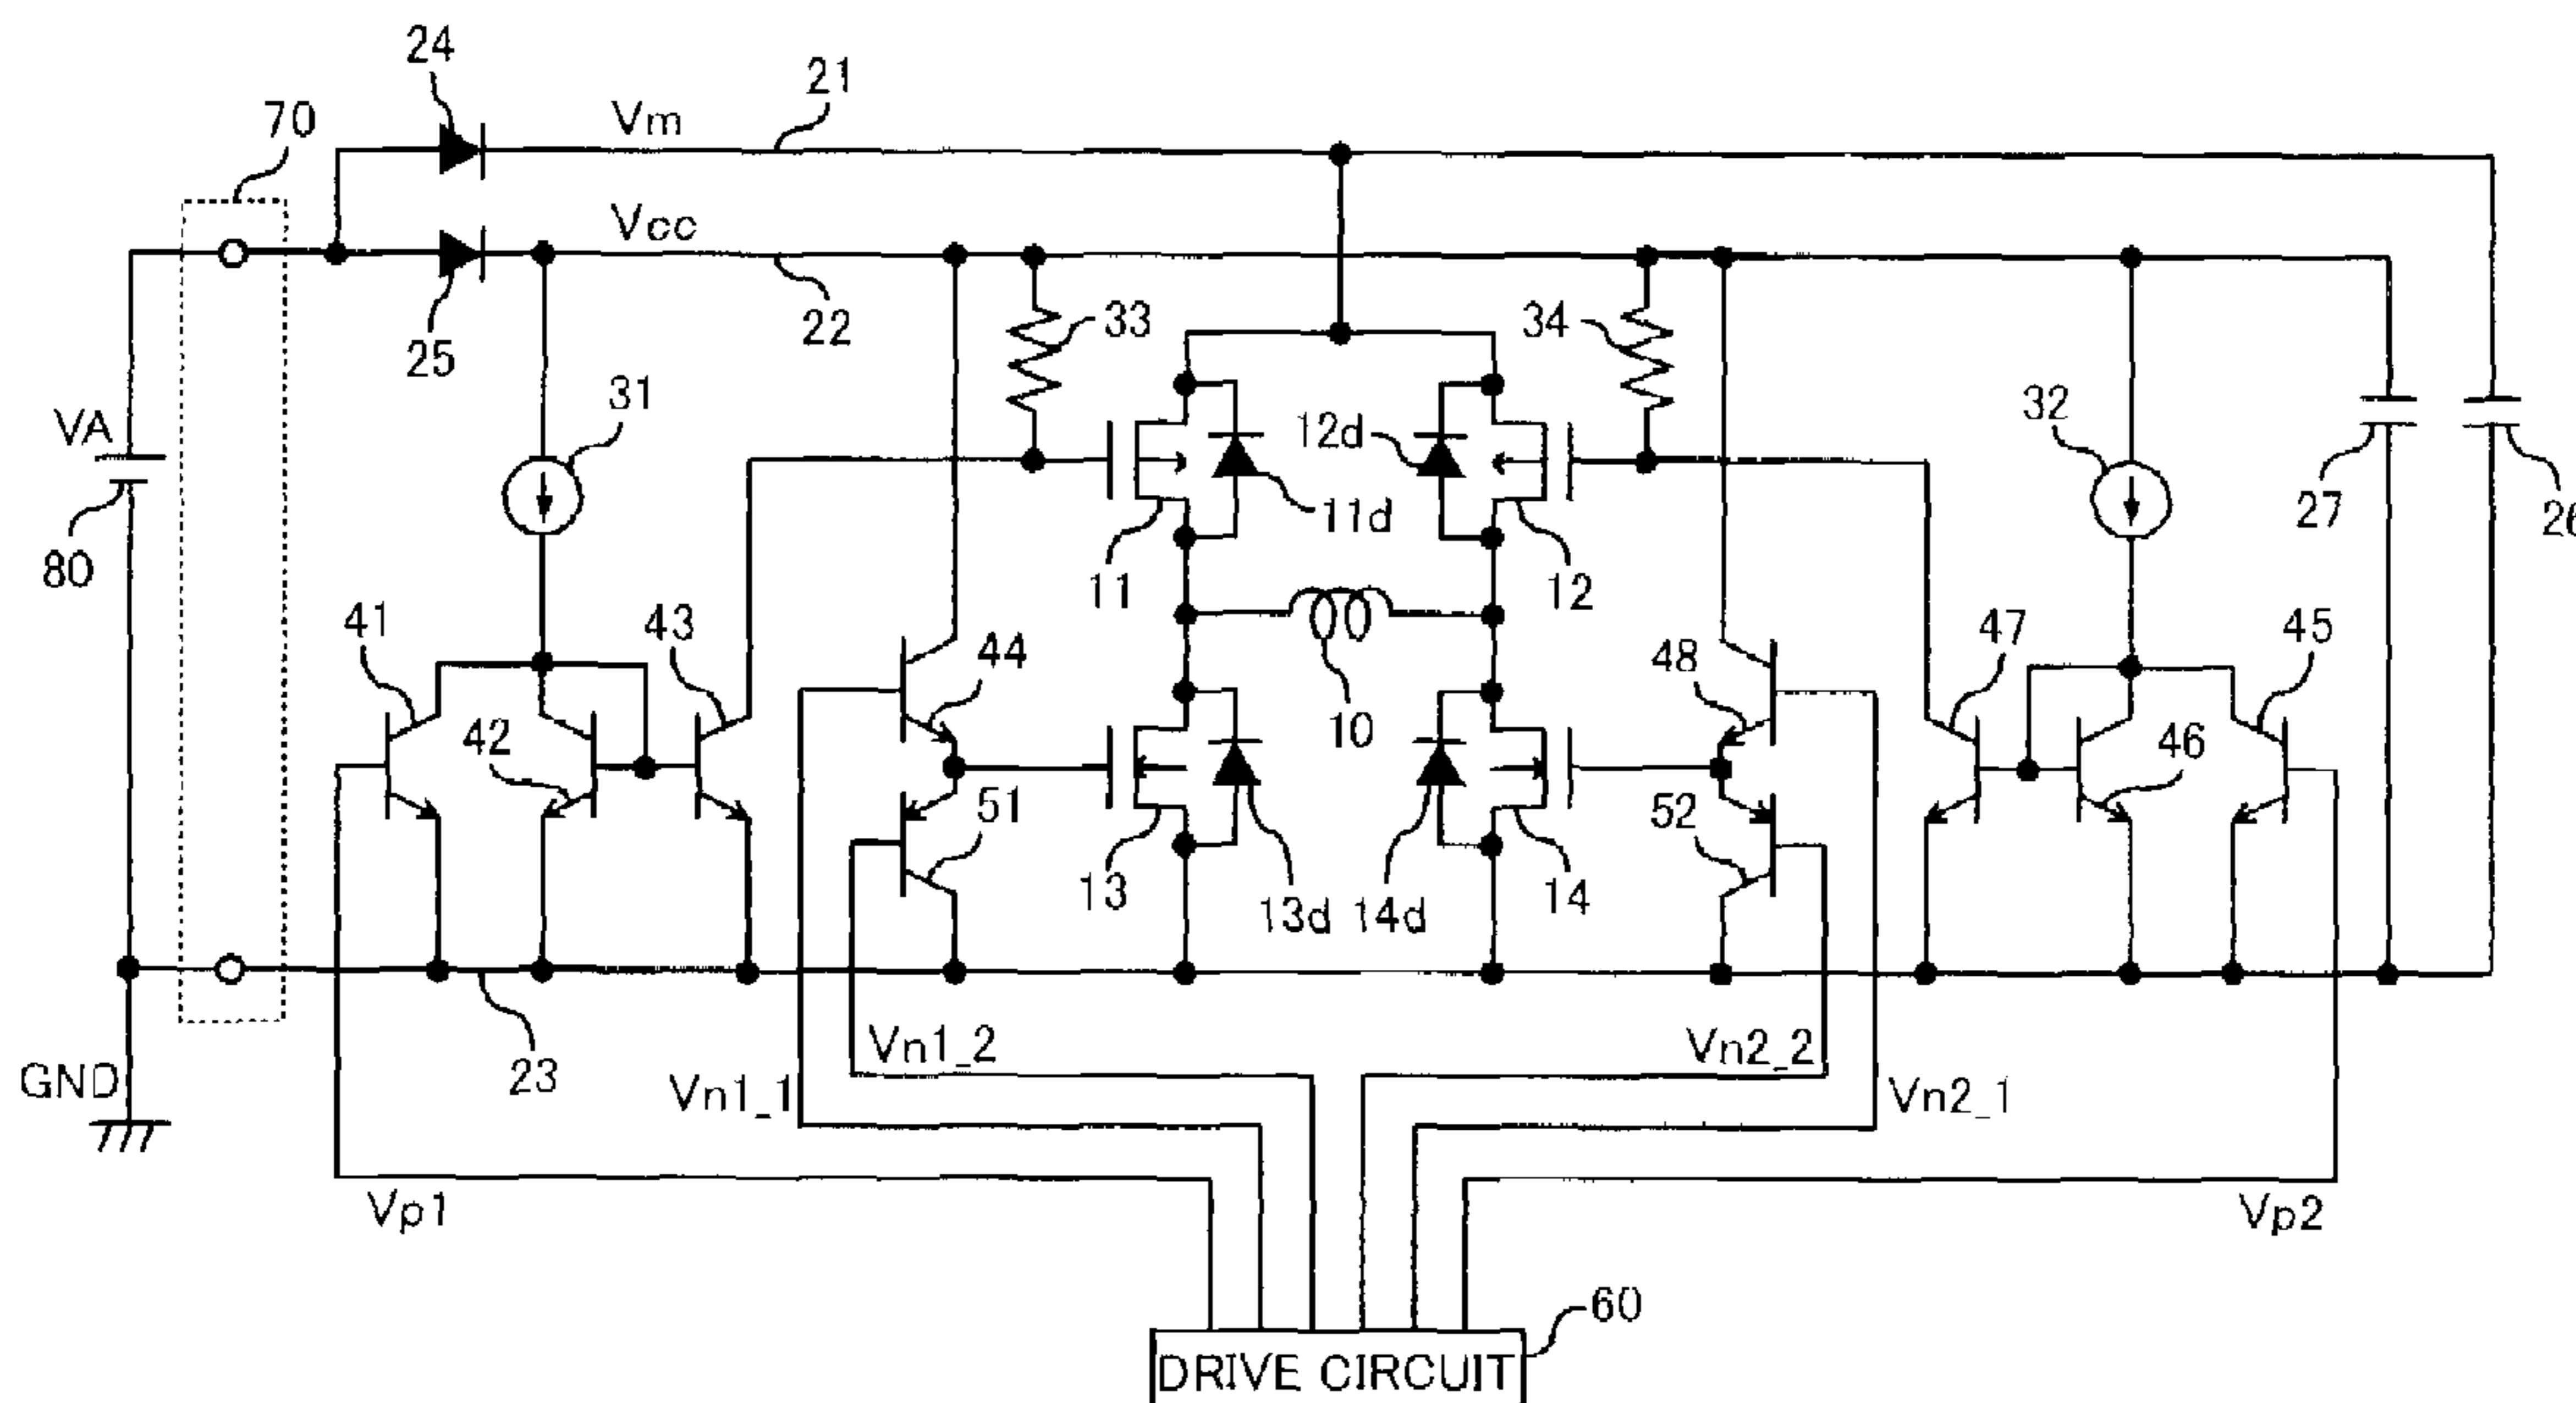 24
21
Vm
70
Vcc
22
25
33
34
31
VA
80
12d
11d
32
27
26
11
12
41
43
44
48
47
45
42
10
46
51
52
13
13d
14d
14
Vn1_2
Vn2_2
GND
23
Vn1_1
Vn2_1
Vp1
Vp2
60
DRIVE CIRCUIT